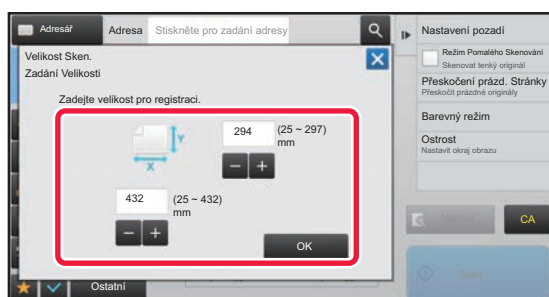 Adresář
Adresa
Stiskněte pro zadání adresy
Nastavení pozadí
Velikost Sken.
Zadání Velikosti
Režim Pomalého Skenování
Skenovat tenký originál
Přeskočení prázd. Stránky
Přeskočit prázdné originály
Zadejte velikost pro registraci.
Barevný režim
Y
294
(25 ~ 297)
mm
Ostrost
Nastavit okraj obrazu
X
432
(25 ~ 432)
mm
OK
CA
Start
Ostatní